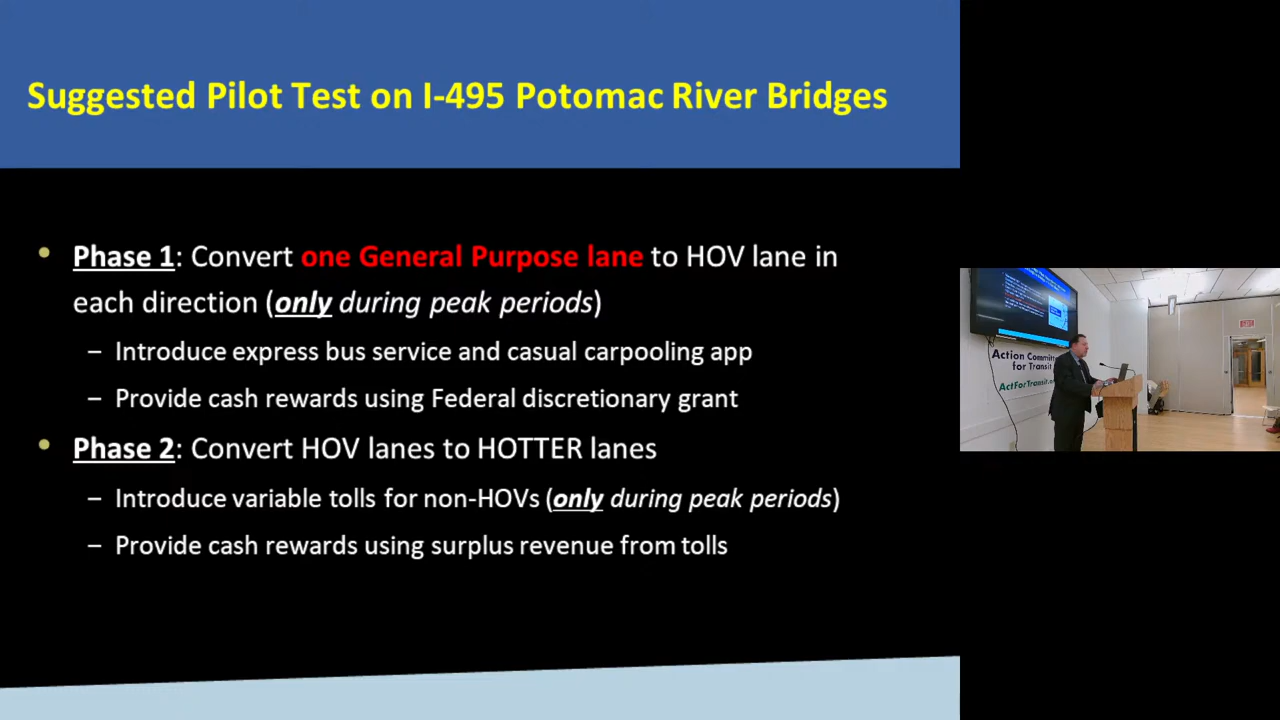 Suggested Pilot Test on I-495 Potomac River Bridges
• Phase 1: Convert one General Purpose lane to HOV lane in
each direction (only during peak periods)
– Introduce express bus service and casual carpooling app
– Provide cash rewards using Federal discretionary grant
• Phase 2: Convert HOV lanes to HOTTER lanes
– Introduce variable tolls for non-HOVs (only during peak periods)
– Provide cash rewards using surplus revenue from tolls
Action Committe
for Transit
ActForTransit.o